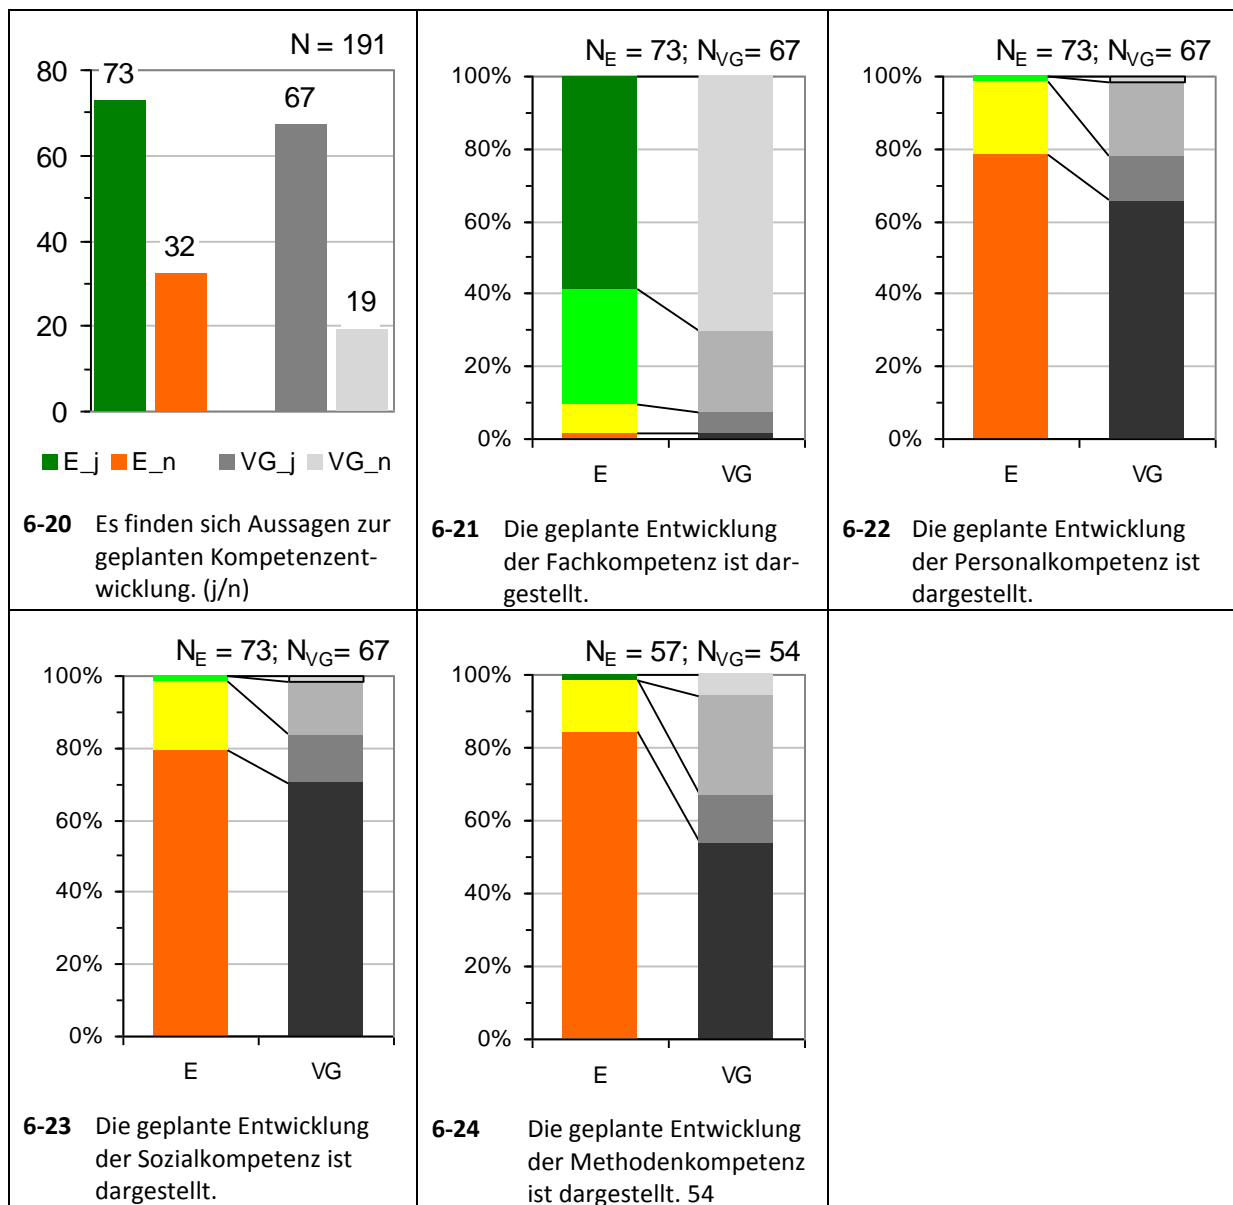 N = 191
80
60
40
20
0
73
32
67
19
E_j E_n VG_j VG_n
6-20 Es finden sich Aussagen zur
geplanten Kompetenzent-
wicklung. (j/n)
N_E = 73; N_VG= 67
100%
80%
60%
40%
20%
0%
E VG
6-21 Die geplante Entwicklung
der Fachkompetenz ist dar-
gestellt.
N_E = 73; N_VG= 67
100%
80%
60%
40%
20%
0%
E VG
6-22 Die geplante Entwicklung
der Personalkompetenz ist
dargestellt.
N_E = 73; N_VG= 67
100%
80%
60%
40%
20%
0%
E VG
6-23 Die geplante Entwicklung
der Sozialkompetenz ist
dargestellt.
N_E = 57; N_VG= 54
100%
80%
60%
40%
20%
0%
E VG
6-24 Die geplante Entwicklung
der Methodenkompetenz
ist dargestellt. 54